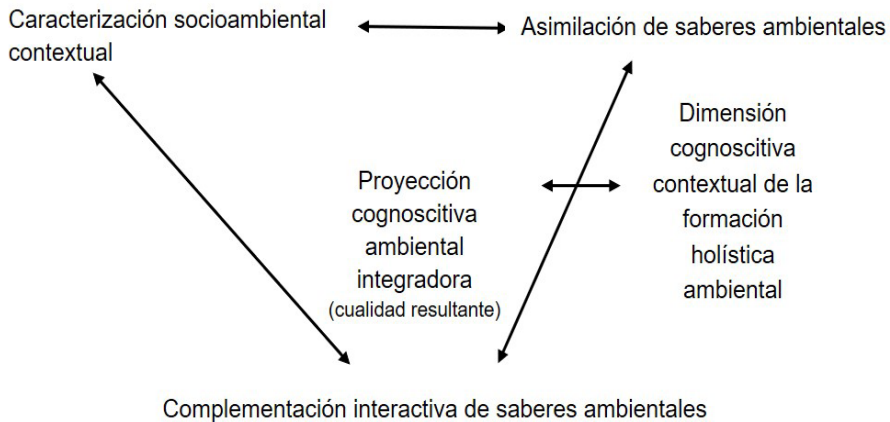 Caracterización socioambiental
contextual
Asimilación de saberes ambientales
Dimensión
cognoscitiva
contextual de la
formación
holística
ambiental
Proyección
cognoscitiva
ambiental
integradora
(cualidad resultante)
Complementación interactiva de saberes ambientales